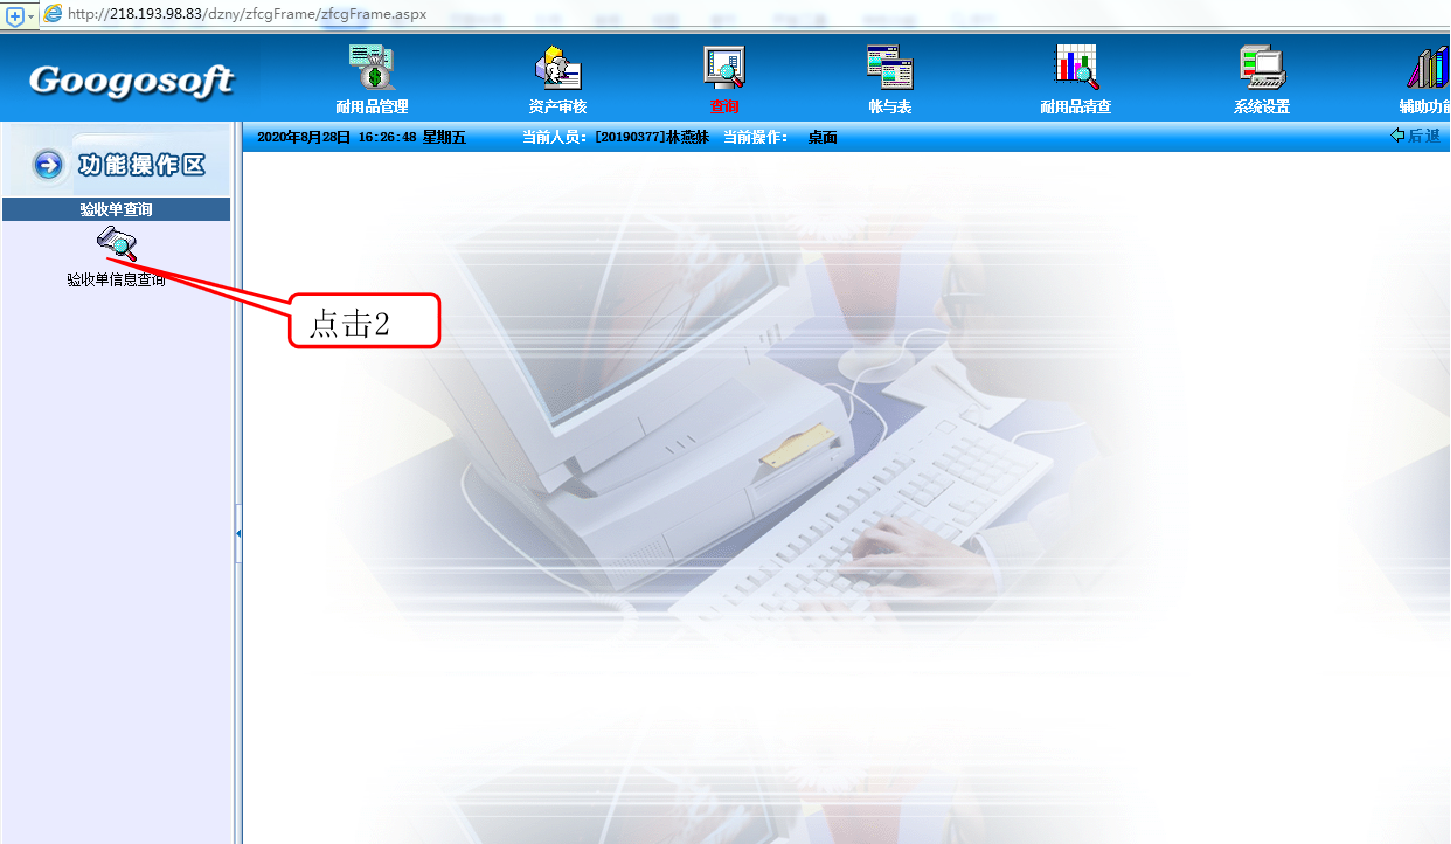 http://218.193.98.83/dzny/zfcgFrame/zfcgFrame.aspx
Googosoft
耐用品管理 资产审核 查询 帐与表 耐用品清查 系统设置 辅助功能
2020年8月28日 16:26:48 星期五 当前人员：[20190377]林燕妹 当前操作： 桌面 后退
功能操作区
验收单查询
验收单信息查询
点击2